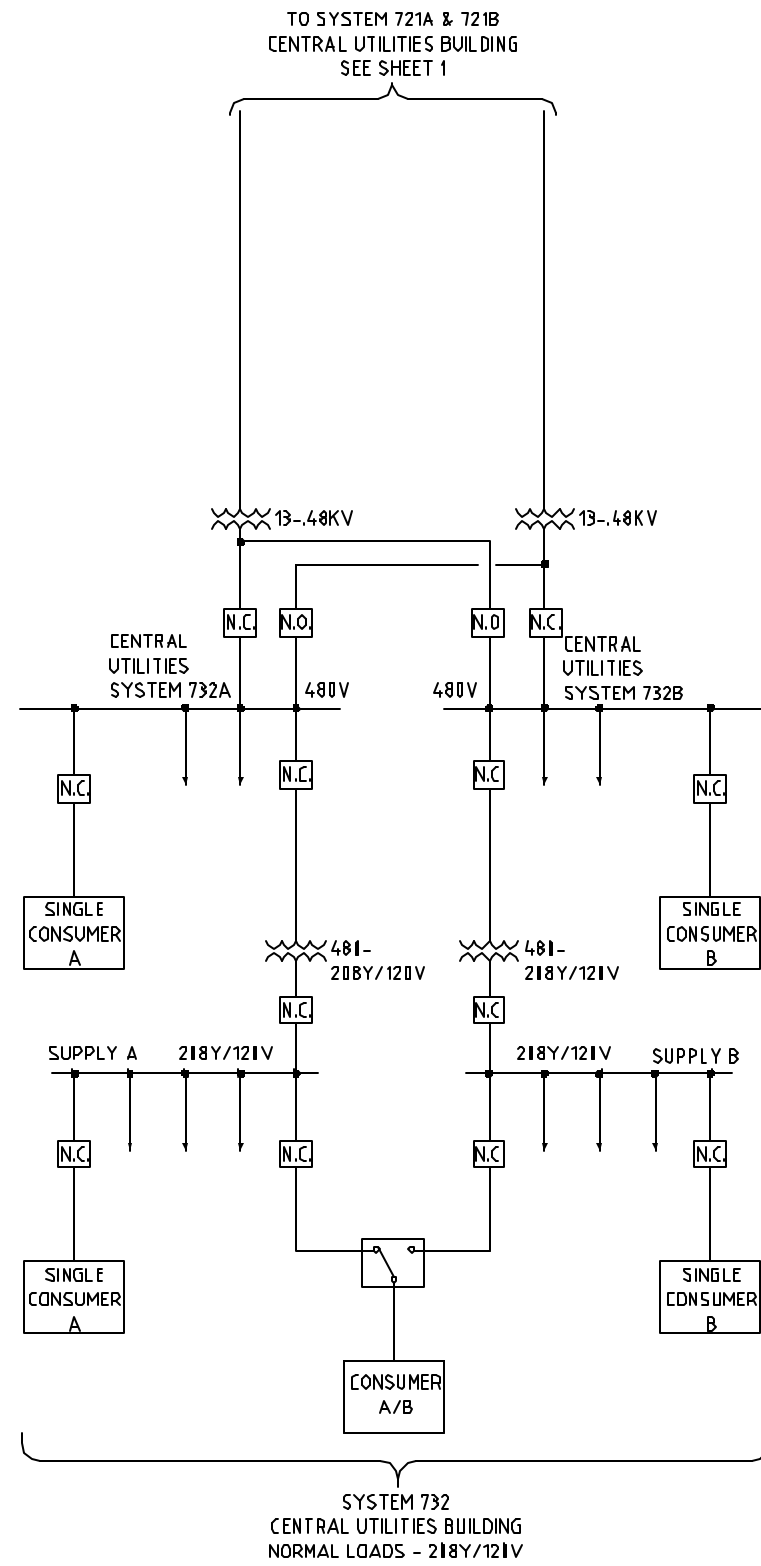 TO SYSTEM 721A & 721B
CENTRAL UTILITIES BUILDING
SEE SHEET 1
13-.48KV
13-.48KV
N.C.
N.O.
N.O
N.C.
CENTRAL
UTILITIES
SYSTEM 732A
480V
480V
CENTRAL
UTILITIES
SYSTEM 732B
N.C.
N.C.
N.C
N.C.
SINGLE
CONSUMER
A
SINGLE
CONSUMER
B
481-
208Y/120V
481-
218Y/121V
N.C.
N.C
SUPPLY A
218Y/121V
218Y/121V
SUPPLY B
N.C.
N.C.
N.C
N.C.
SINGLE
CONSUMER
A
SINGLE
CONSUMER
B
CONSUMER
A/B
SYSTEM 732
CENTRAL UTILITIES BUILDING
NORMAL LOADS - 218Y/121V